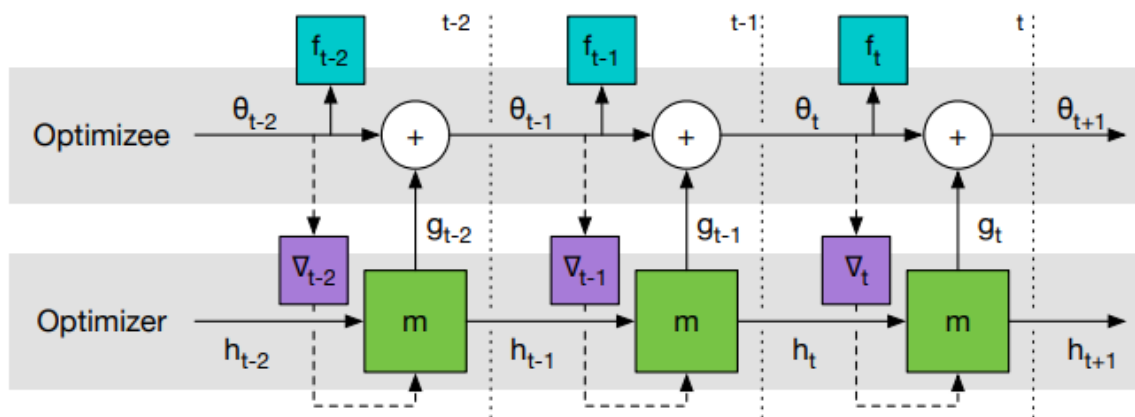 t-2 t-1 t
f_{t-2} f_{t-1} f_t
Optimizee θ_{t-2} + θ_{t-1} + θ_t + θ_{t+1}
g_{t-2} g_{t-1} g_t
∇_{t-2} ∇_{t-1} ∇_t
Optimizer m m m
h_{t-2} h_{t-1} h_t h_{t+1}